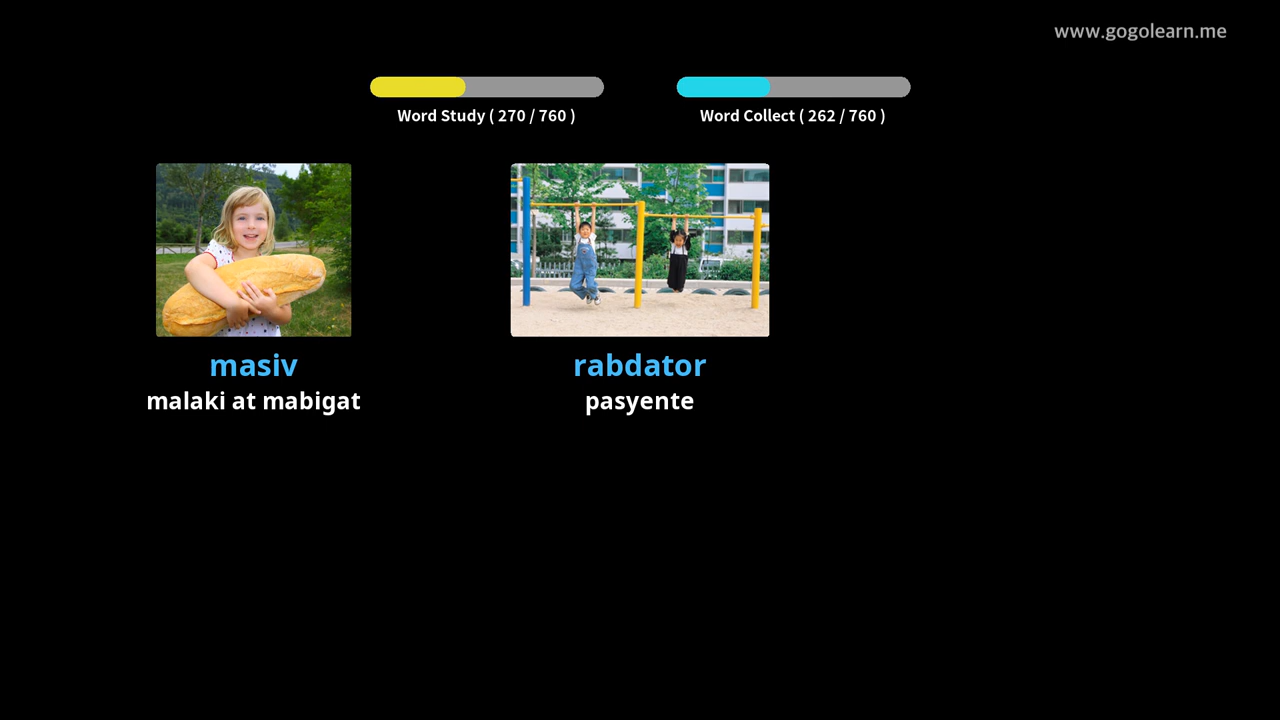 www.gogolearn.me
Word Study ( 270 / 760 )
Word Collect ( 262 / 760 )
masiv
malaki at mabigat
rabdator
pasyente